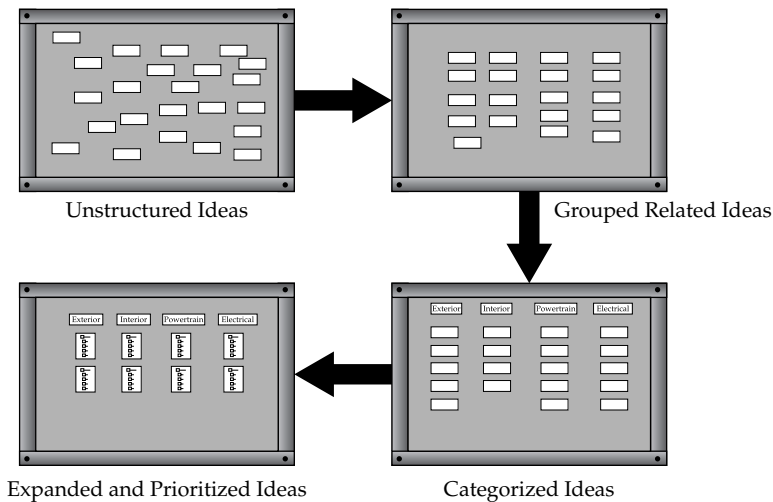 Unstructured Ideas
Grouped Related Ideas
Exterior Interior Powertrain Electrical
Exterior Interior Powertrain Electrical
Expanded and Prioritized Ideas
Categorized Ideas